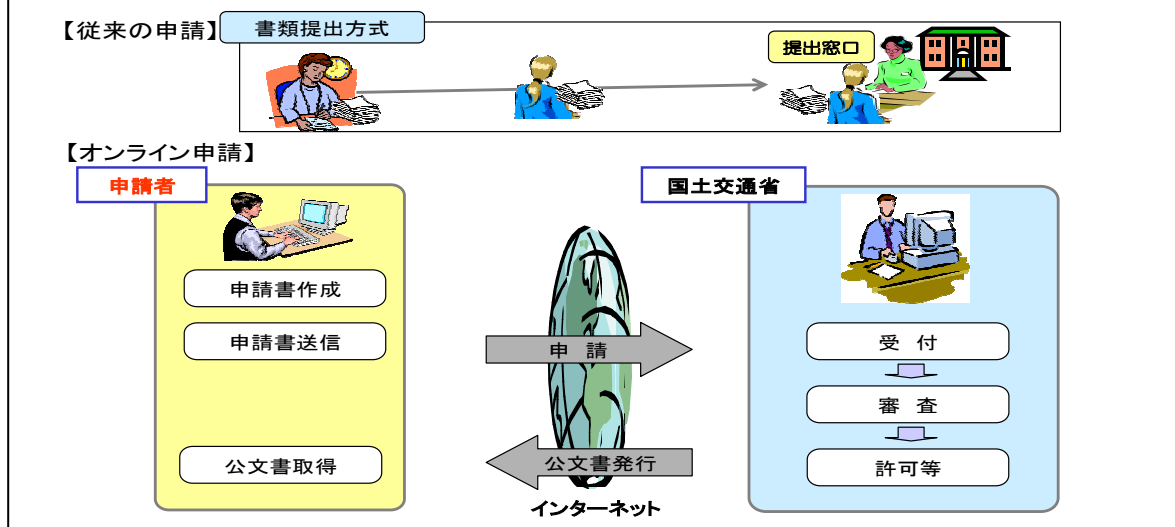 【従来の申請】
書類提出方式
提出窓口
【オンライン申請】
申請者
国土交通省
申請書作成
申請書送信
申 請
受 付
審 査
公文書取得
公文書発行
許可等
インターネット